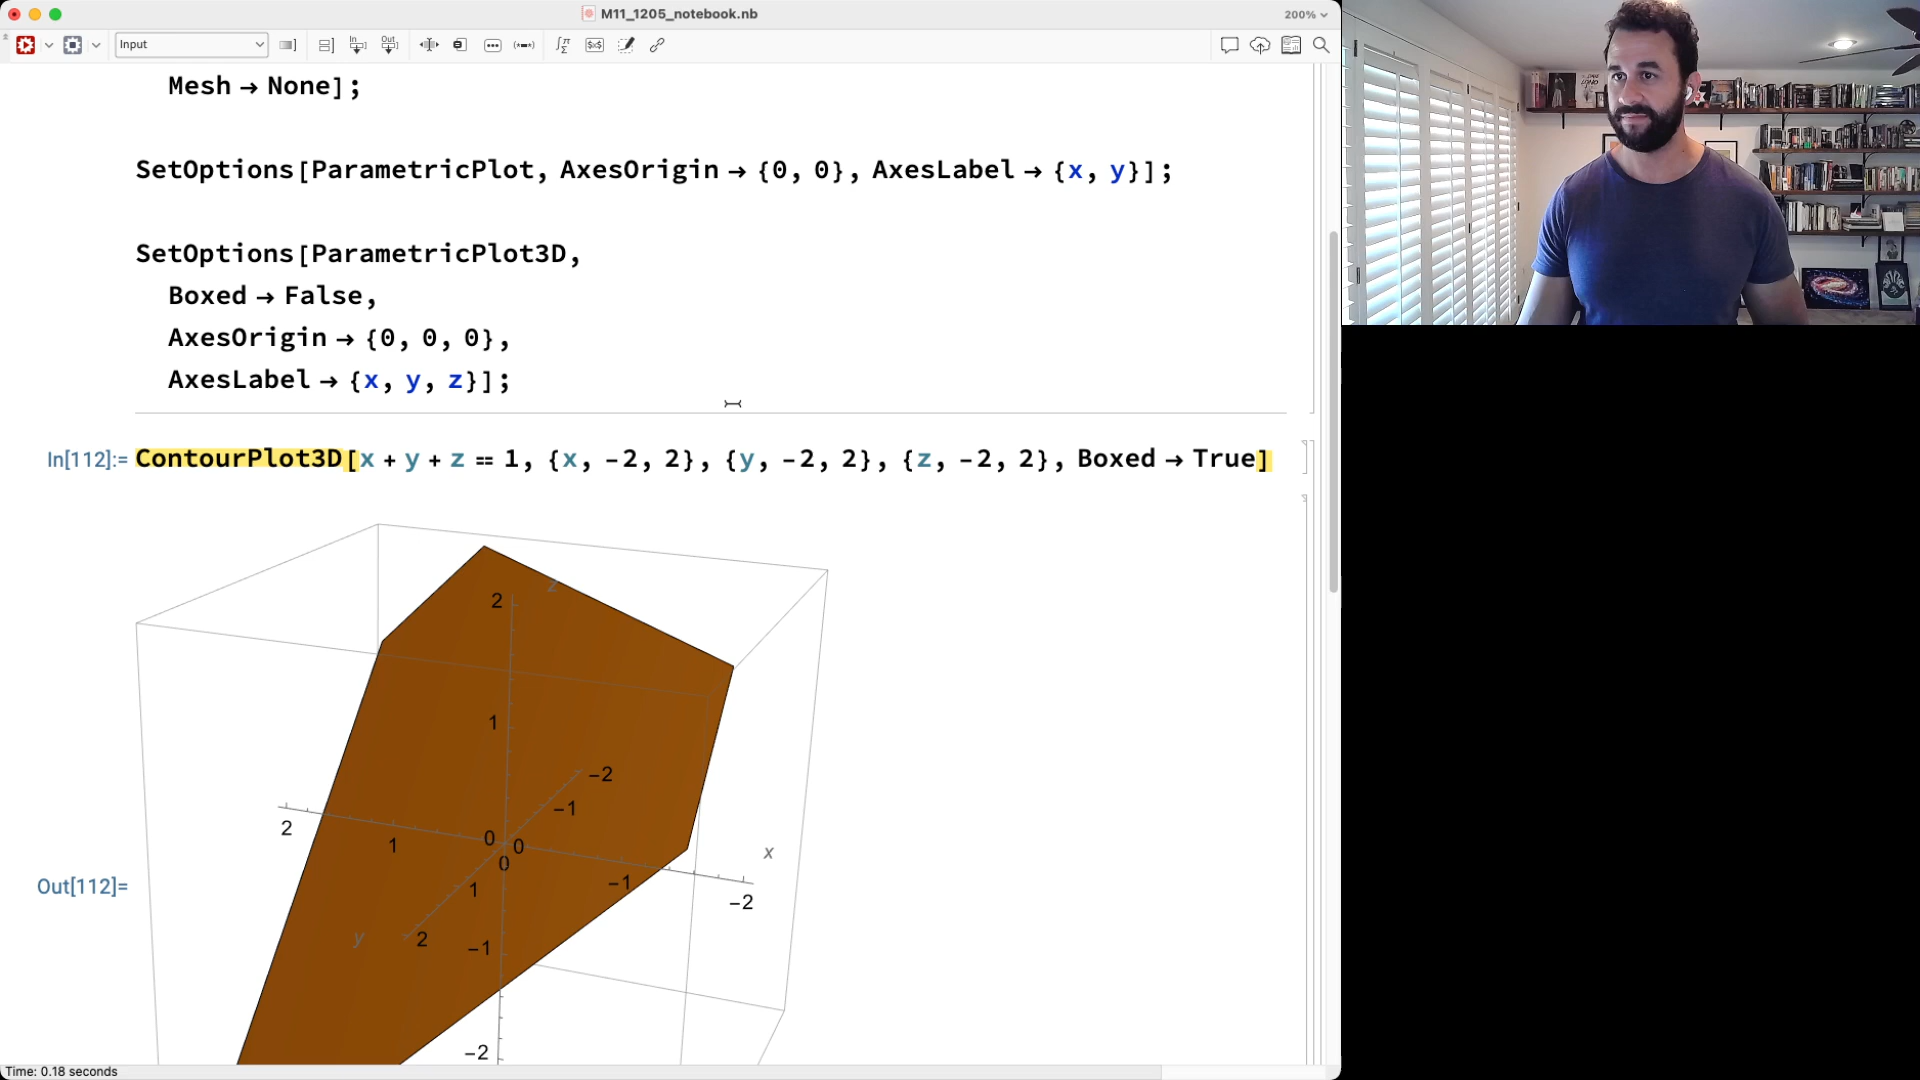 M11_1205_notebook.nb
200%
Input
Mesh → None];
SetOptions[ParametricPlot, AxesOrigin → {0, 0}, AxesLabel → {x, y}];
SetOptions[ParametricPlot3D,
Boxed → False,
AxesOrigin → {0, 0, 0},
AxesLabel → {x, y, z}];
In[112]:= ContourPlot3D[x + y + z == 1, {x, -2, 2}, {y, -2, 2}, {z, -2, 2}, Boxed → True]
z
2
1
-2
-1
2
1
0
0
0
x
-1
-2
1
2
y
-1
-2
Out[112]=
Time: 0.18 seconds